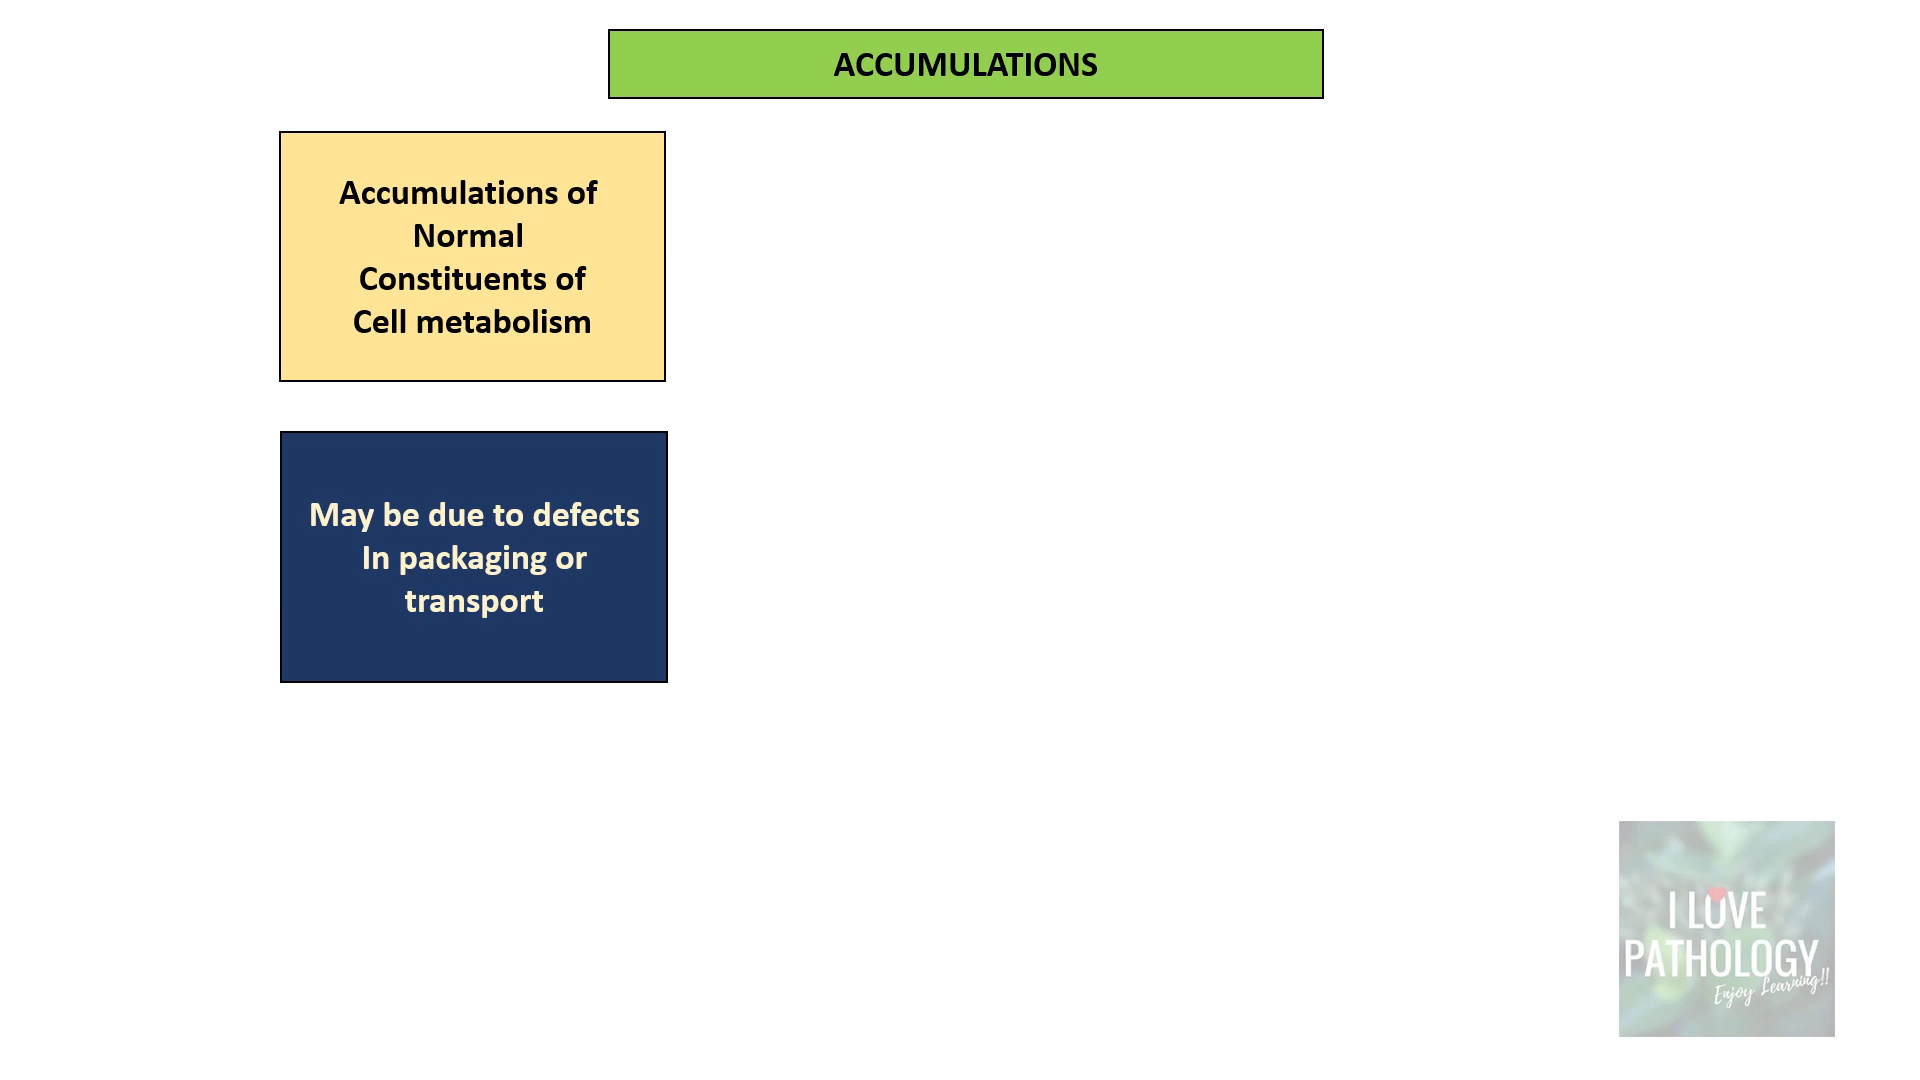 ACCUMULATIONS
Accumulations of
Normal
Constituents of
Cell metabolism
May be due to defects
In packaging or
transport
I LOVE
PATHOLOGY
Enjoy Learning!!